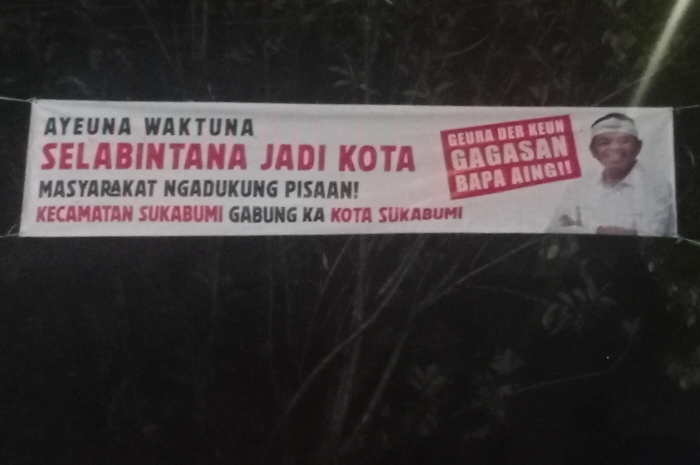 AYEUNA WAKTUNA
SELABINTANA JADI KOTA
MASYARAKAT NGADUKUNG PISAAN!
KECAMATAN SUKABUMI GABUNG KA KOTA SUKABUMI
GEURA DER KEUN
GAGASAN
BAPA AING!!